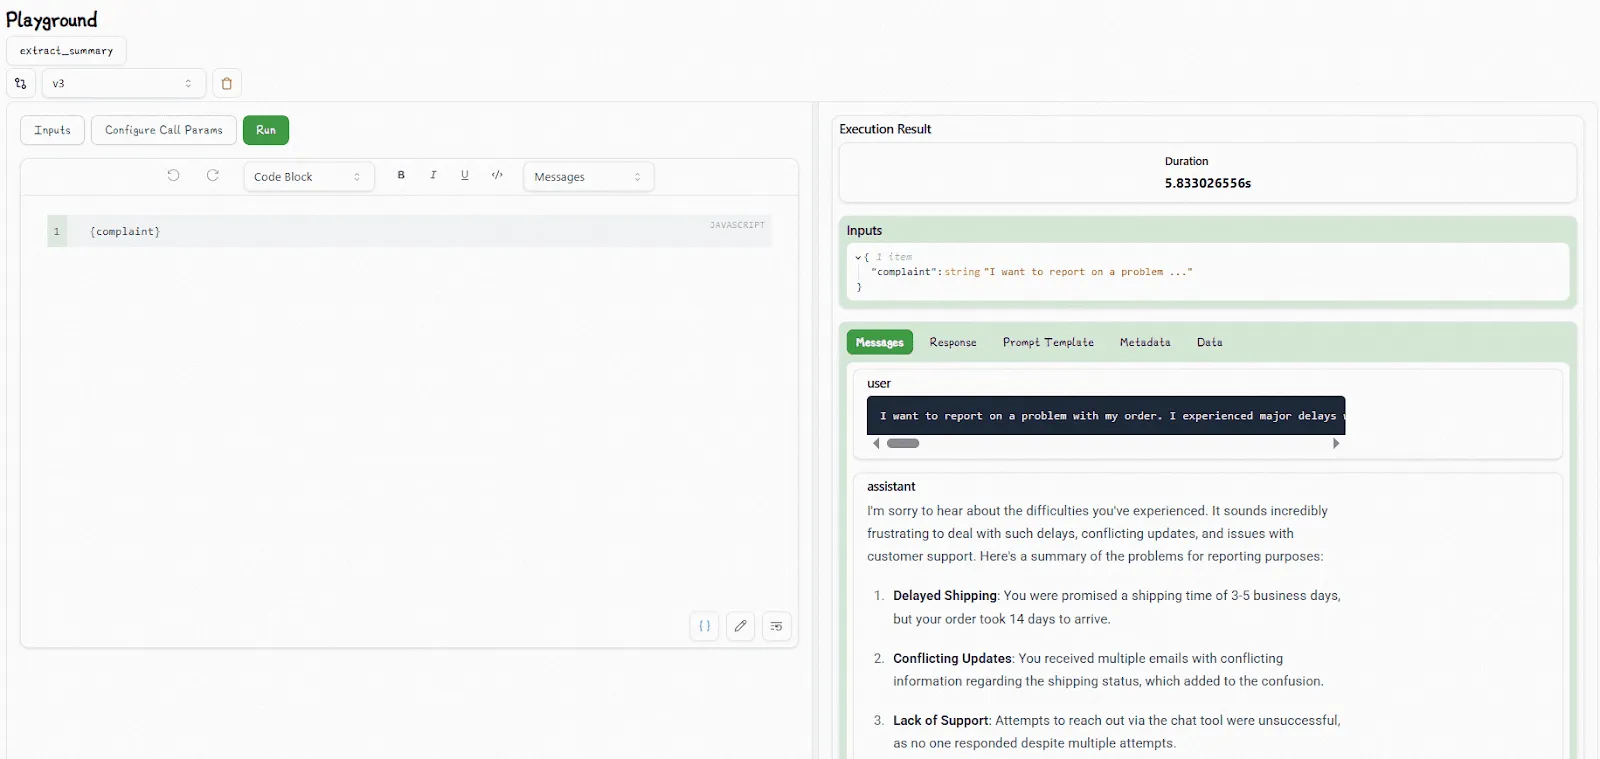 Playground
extract_summary
v3
Inputs
Configure Call Params
Run
Code Block
B
I
U
</>
Messages
1
{complaint}
JAVASCRIPT
{ }
Execution Result
Duration
5.833026556s
Inputs
{ 1 item
"complaint":string"I want to report on a problem ..."
}
Messages
Response
Prompt Template
Metadata
Data
user
I want to report on a problem with my order. I experienced major delays
assistant
I'm sorry to hear about the difficulties you've experienced. It sounds incredibly
frustrating to deal with such delays, conflicting updates, and issues with
customer support. Here's a summary of the problems for reporting purposes:
1. Delayed Shipping: You were promised a shipping time of 3-5 business days,
but your order took 14 days to arrive.
2. Conflicting Updates: You received multiple emails with conflicting
information regarding the shipping status, which added to the confusion.
3. Lack of Support: Attempts to reach out via the chat tool were unsuccessful,
as no one responded despite multiple attempts.